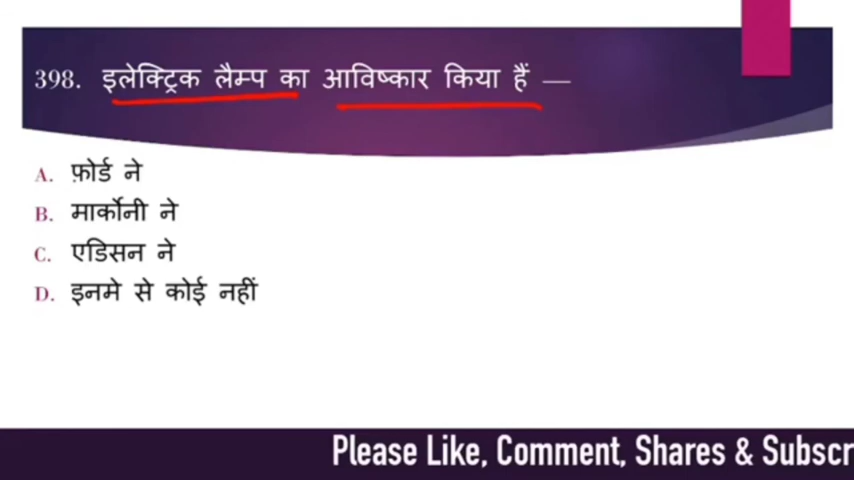 398. इलेक्ट्रिक लैम्प का आविष्कार किया हैं —
A. फ़ोर्ड ने
B. मार्कोनी ने
C. एडिसन ने
D. इनमे से कोई नहीं
Please Like, Comment, Shares & Subscr